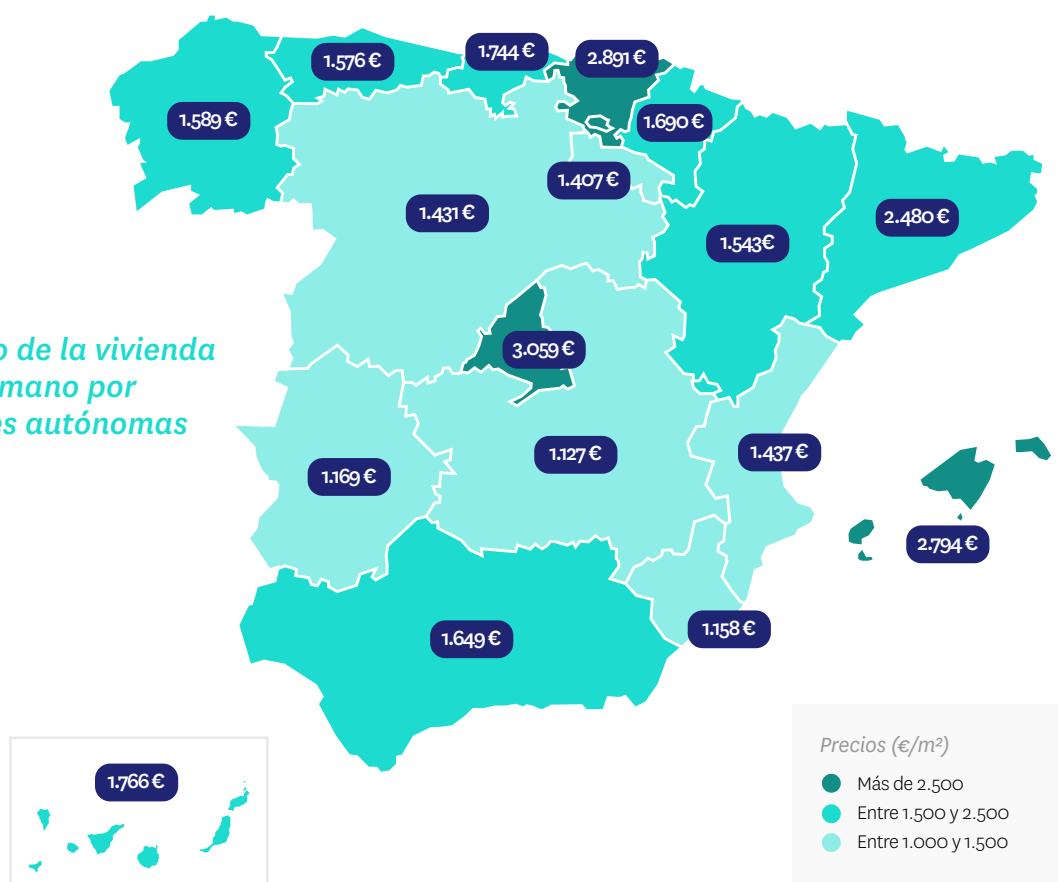 1.744 €
2.891 €
1.576 €
1.589 €
1.690 €
1.407 €
1.431 €
2.480 €
1.543€
o de la vivienda
mano por
es autónomas
3.059 €
1.437 €
1.127 €
1.169 €
2.794 €
1.158 €
1.649 €
Precios (€/m²)
Más de 2.500
Entre 1.500 y 2.500
Entre 1.000 y 1.500
1.766 €